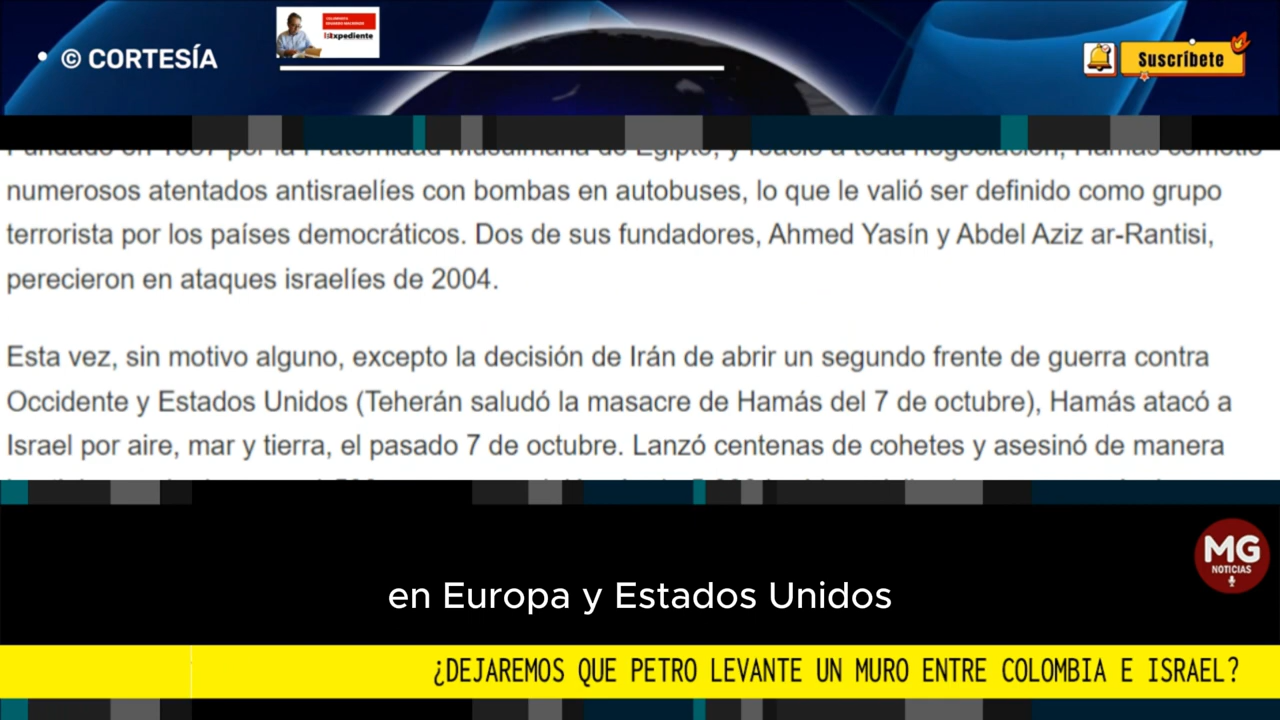 © CORTESÍA
Expediente
Suscríbete
numerosos atentados antisraelíes con bombas en autobuses, lo que le valió ser definido como grupo
terrorista por los países democráticos. Dos de sus fundadores, Ahmed Yasín y Abdel Aziz ar-Rantisi,
perecieron en ataques israelíes de 2004.
Esta vez, sin motivo alguno, excepto la decisión de Irán de abrir un segundo frente de guerra contra
Occidente y Estados Unidos (Teherán saludó la masacre de Hamás del 7 de octubre), Hamás atacó a
Israel por aire, mar y tierra, el pasado 7 de octubre. Lanzó centenas de cohetes y asesinó de manera
MG
NOTICIAS
en Europa y Estados Unidos
¿DEJAREMOS QUE PETRO LEVANTE UN MURO ENTRE COLOMBIA E ISRAEL?